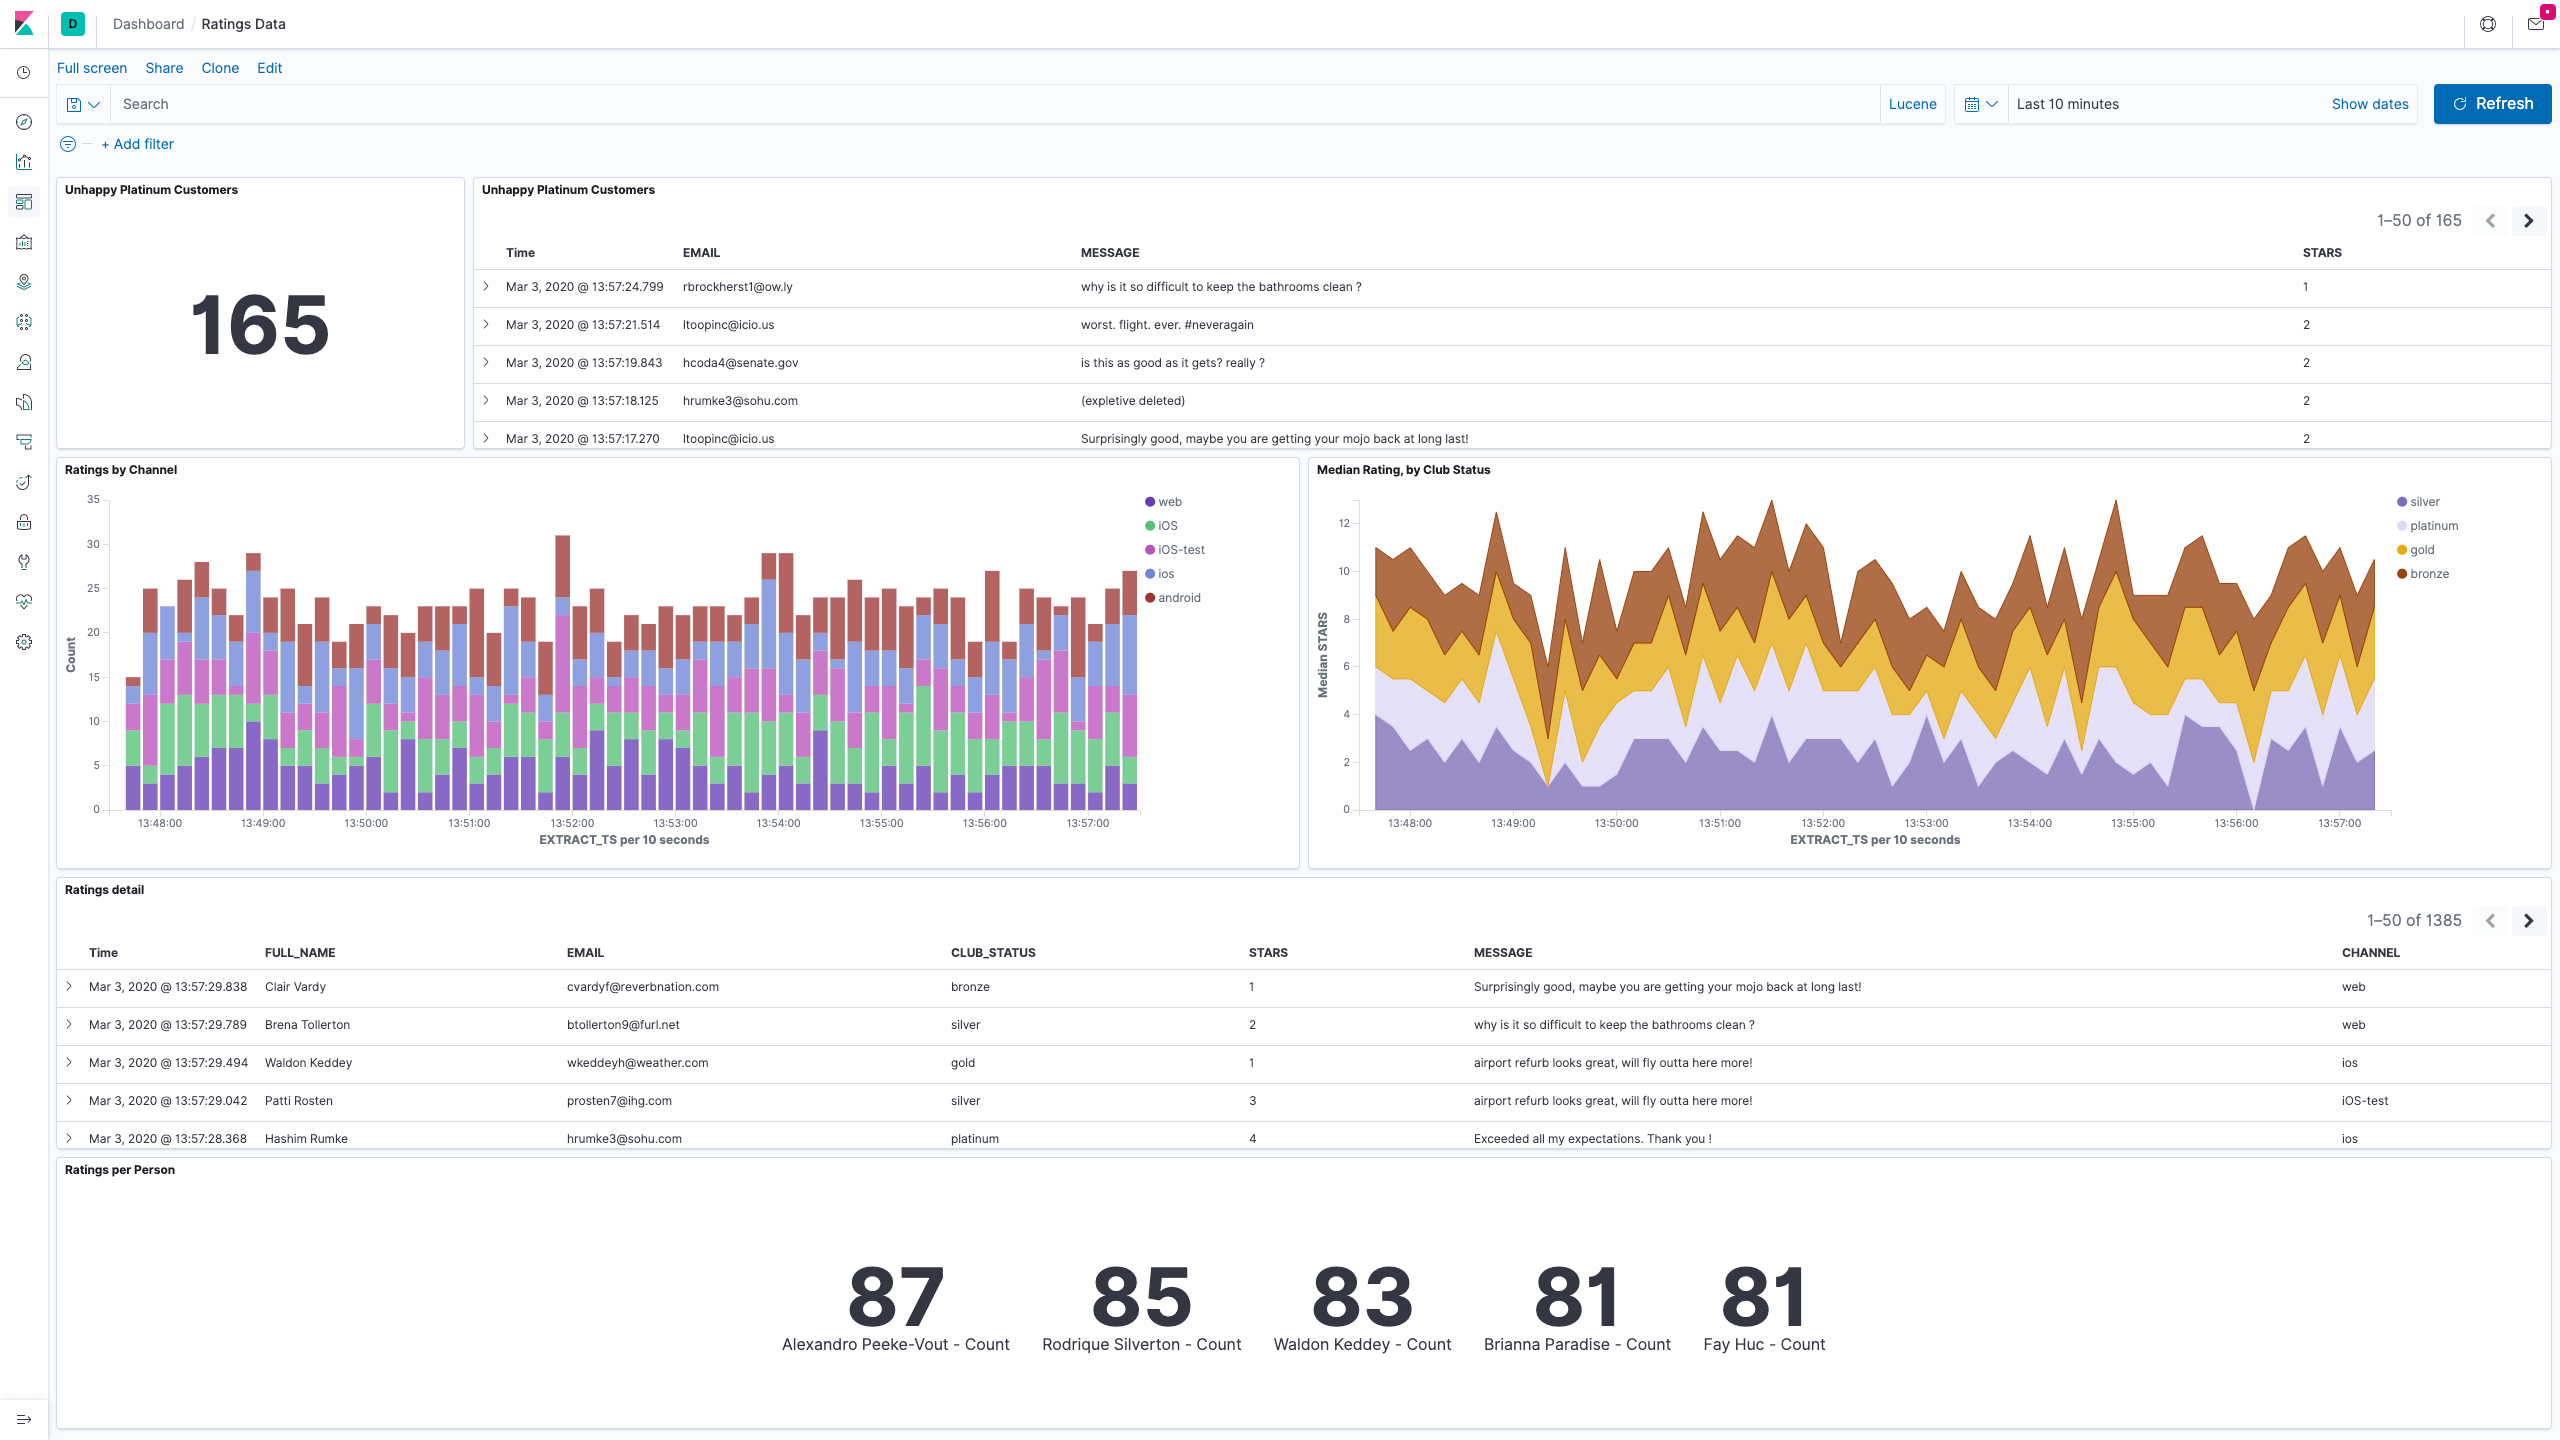 D Dashboard / Ratings Data
Full screen Share Clone Edit
Search Lucene Last 10 minutes Show dates Refresh
+ Add filter
Unhappy Platinum Customers
165
Unhappy Platinum Customers
1–50 of 165
Time EMAIL MESSAGE STARS
Mar 3, 2020 @ 13:57:24.799 rbrockherst1@ow.ly why is it so difficult to keep the bathrooms clean ? 1
Mar 3, 2020 @ 13:57:21.514 ltoopinc@icio.us worst. flight. ever. #neveragain 2
Mar 3, 2020 @ 13:57:19.843 hcoda4@senate.gov is this as good as it gets? really ? 2
Mar 3, 2020 @ 13:57:18.125 hrumke3@sohu.com (expletive deleted) 2
Mar 3, 2020 @ 13:57:17.270 ltoopinc@icio.us Surprisingly good, maybe you are getting your mojo back at long last! 2
Ratings by Channel
35
30
25
20
15
10
5
0
Count
13:48:00 13:49:00 13:50:00 13:51:00 13:52:00 13:53:00 13:54:00 13:55:00 13:56:00 13:57:00
EXTRACT_TS per 10 seconds
web
iOS
iOS-test
ios
android
Median Rating, by Club Status
12
10
8
6
4
2
0
Median STARS
13:48:00 13:49:00 13:50:00 13:51:00 13:52:00 13:53:00 13:54:00 13:55:00 13:56:00 13:57:00
EXTRACT_TS per 10 seconds
silver
platinum
gold
bronze
Ratings detail
1–50 of 1385
Time FULL_NAME EMAIL CLUB_STATUS STARS MESSAGE CHANNEL
Mar 3, 2020 @ 13:57:29.838 Clair Vardy cvardyf@reverbnation.com bronze 1 Surprisingly good, maybe you are getting your mojo back at long last! web
Mar 3, 2020 @ 13:57:29.789 Brena Tollerton btollerton9@furl.net silver 2 why is it so difficult to keep the bathrooms clean ? web
Mar 3, 2020 @ 13:57:29.494 Waldon Keddey wkeddeyh@weather.com gold 1 airport refurb looks great, will fly outta here more! ios
Mar 3, 2020 @ 13:57:29.042 Patti Rosten prosten7@ihg.com silver 3 airport refurb looks great, will fly outta here more! iOS-test
Mar 3, 2020 @ 13:57:28.368 Hashim Rumke hrumke3@sohu.com platinum 4 Exceeded all my expectations. Thank you ! ios
Ratings per Person
87 85 83 81 81
Alexandro Peeke-Vout - Count Rodrique Silverton - Count Waldon Keddey - Count Brianna Paradise - Count Fay Huc - Count